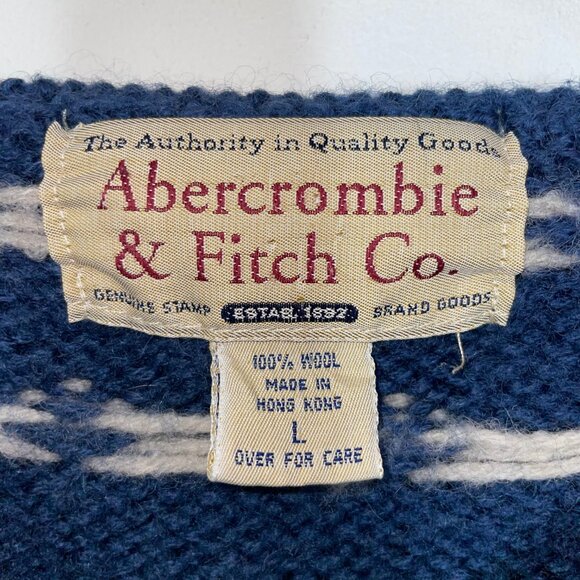 The Authority in Quality Goods
Abercrombie
& Fitch Co.
GENUINE STAMP ESTAB. 1892 BRAND GOODS
100% WOOL
MADE IN
HONG KONG
L
OVER FOR CARE